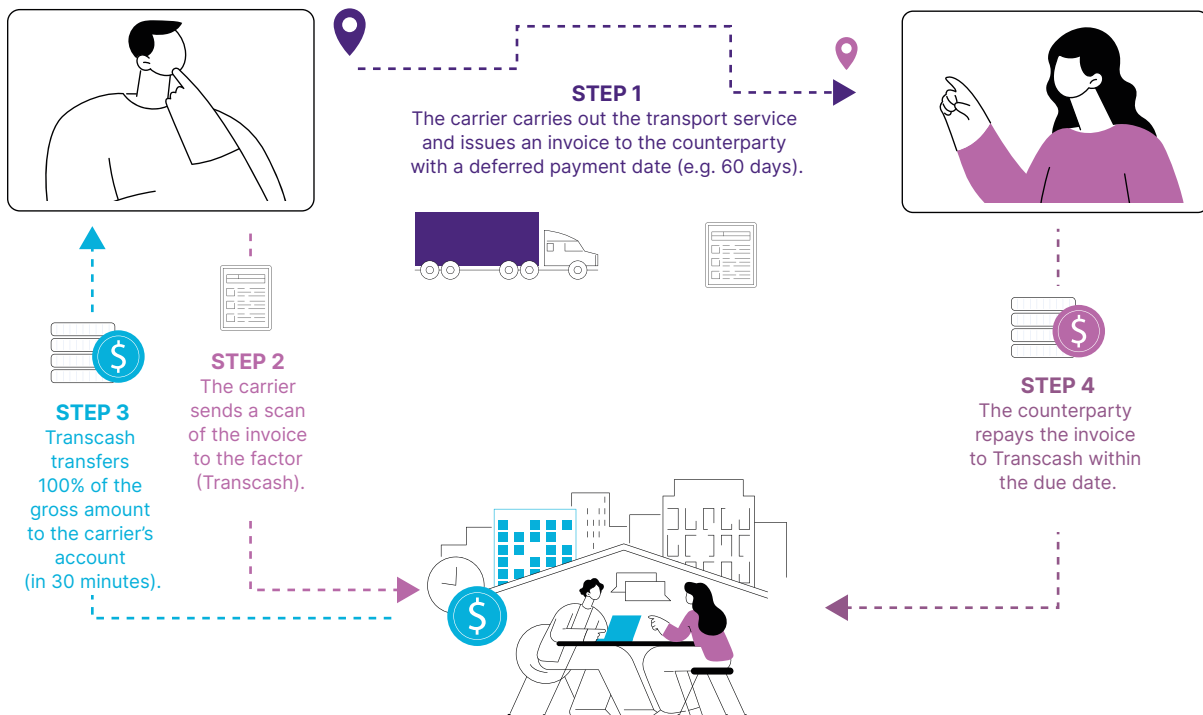 STEP 1
The carrier carries out the transport service
and issues an invoice to the counterparty
with a deferred payment date (e.g. 60 days).
STEP 2
The carrier
sends a scan
of the invoice
to the factor
(Transcash).
STEP 3
Transcash
transfers
100% of the
gross amount
to the carrier’s
account
(in 30 minutes).
STEP 4
The counterparty
repays the invoice
to Transcash within
the due date.
$
$
$